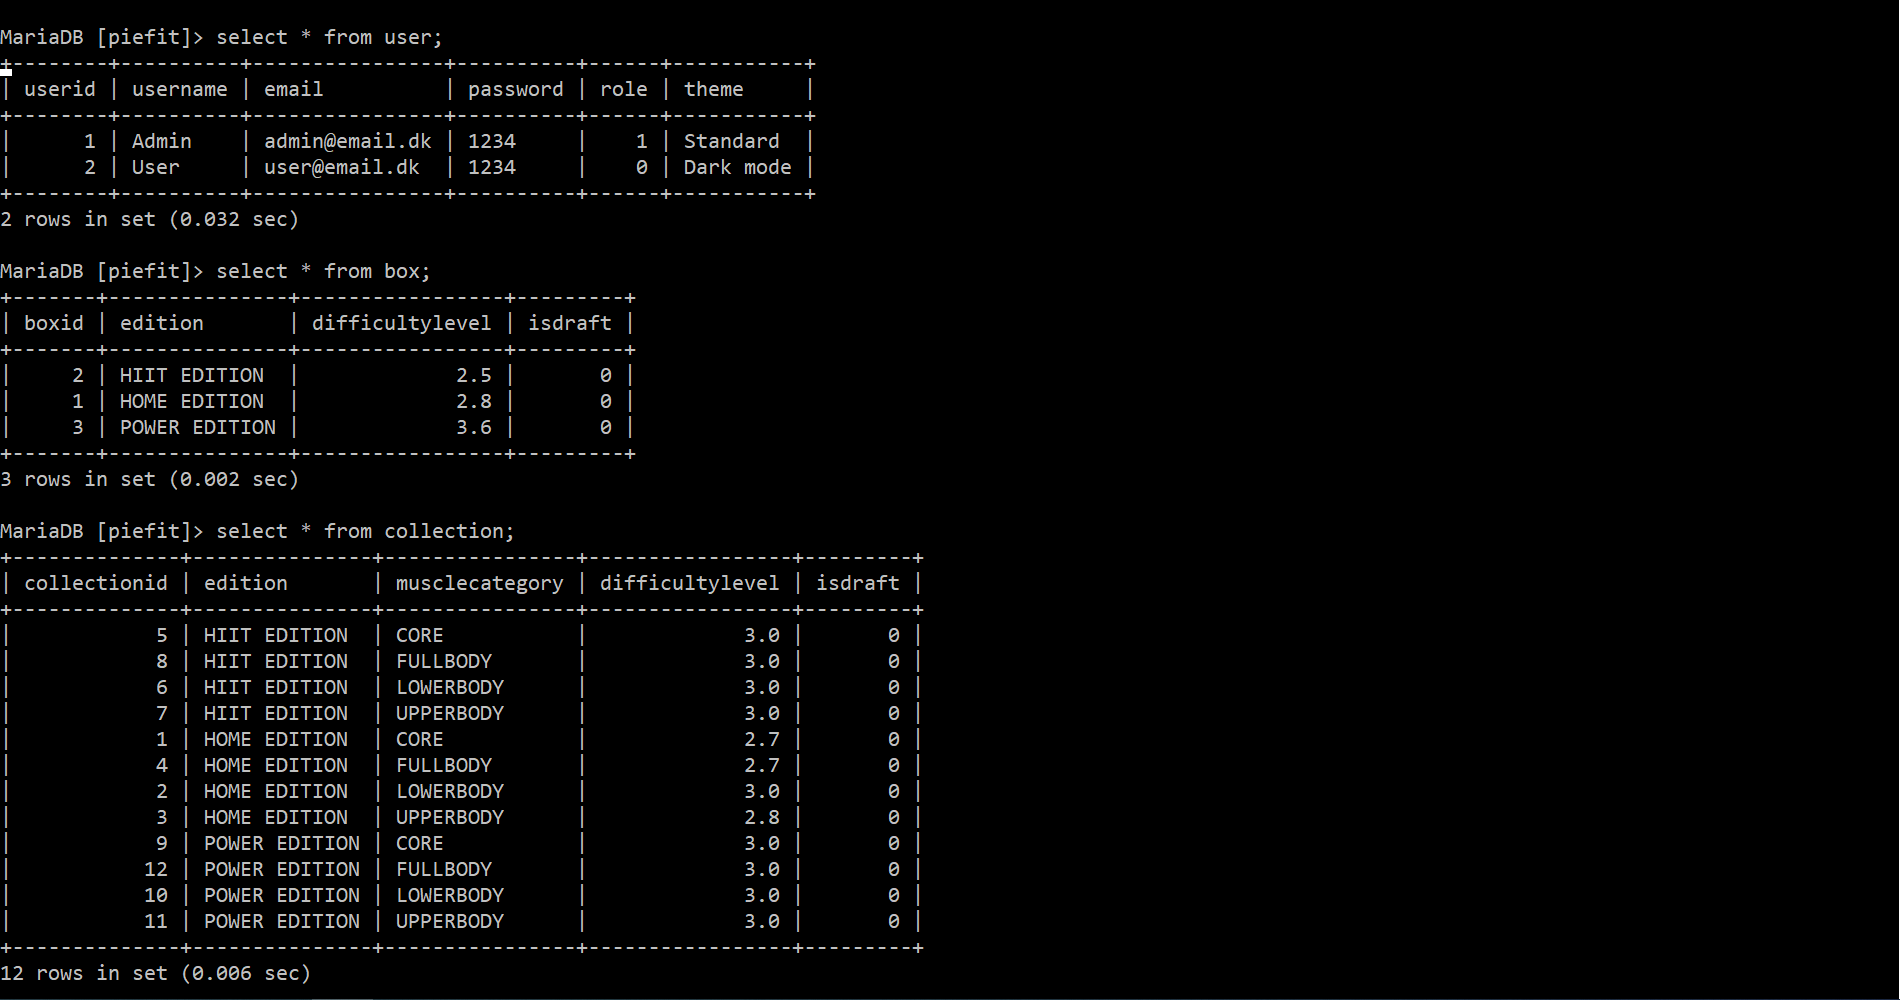 MariaDB [piefit]> select * from user;
+--------+----------+----------------+----------+------+-----------+
| userid | username | email          | password | role | theme     |
+--------+----------+----------------+----------+------+-----------+
|      1 | Admin    | admin@email.dk | 1234     |    1 | Standard  |
|      2 | User     | user@email.dk  | 1234     |    0 | Dark mode |
+--------+----------+----------------+----------+------+-----------+
2 rows in set (0.032 sec)

MariaDB [piefit]> select * from box;
+-------+---------------+-----------------+---------+
| boxid | edition       | difficultylevel | isdraft |
+-------+---------------+-----------------+---------+
|     2 | HIIT EDITION  |             2.5 |       0 |
|     1 | HOME EDITION  |             2.8 |       0 |
|     3 | POWER EDITION |             3.6 |       0 |
+-------+---------------+-----------------+---------+
3 rows in set (0.002 sec)

MariaDB [piefit]> select * from collection;
+--------------+---------------+----------------+-----------------+---------+
| collectionid | edition       | musclecategory | difficultylevel | isdraft |
+--------------+---------------+----------------+-----------------+---------+
|            5 | HIIT EDITION  | CORE           |             3.0 |       0 |
|            8 | HIIT EDITION  | FULLBODY       |             3.0 |       0 |
|            6 | HIIT EDITION  | LOWERBODY      |             3.0 |       0 |
|            7 | HIIT EDITION  | UPPERBODY      |             3.0 |       0 |
|            1 | HOME EDITION  | CORE           |             2.7 |       0 |
|            4 | HOME EDITION  | FULLBODY       |             2.7 |       0 |
|            2 | HOME EDITION  | LOWERBODY      |             3.0 |       0 |
|            3 | HOME EDITION  | UPPERBODY      |             2.8 |       0 |
|            9 | POWER EDITION | CORE           |             3.0 |       0 |
|           12 | POWER EDITION | FULLBODY       |             3.0 |       0 |
|           10 | POWER EDITION | LOWERBODY      |             3.0 |       0 |
|           11 | POWER EDITION | UPPERBODY      |             3.0 |       0 |
+--------------+---------------+----------------+-----------------+---------+
12 rows in set (0.006 sec)